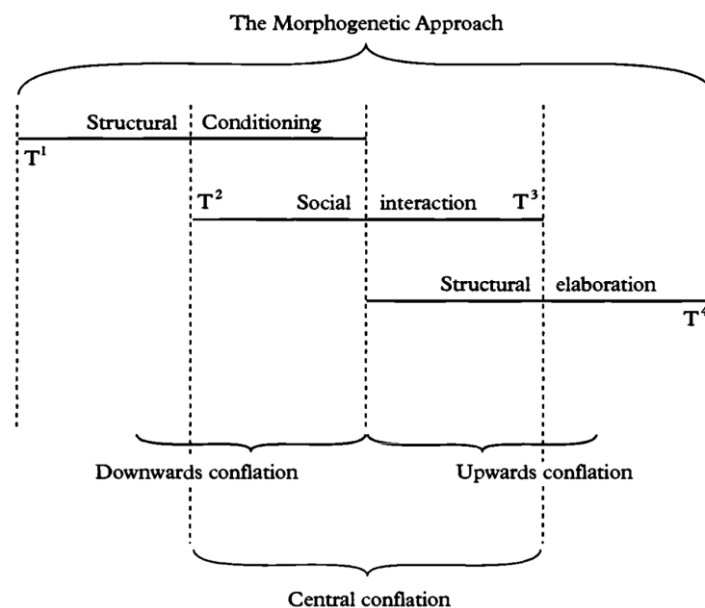 The Morphogenetic Approach
Structural Conditioning
T¹
T² Social interaction T³
Structural elaboration
T⁴
Downwards conflation Upwards conflation
Central conflation